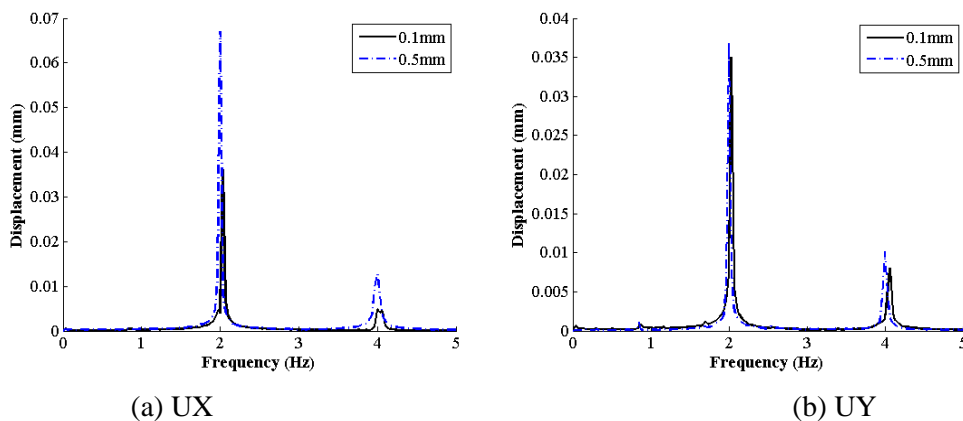 0.07
0.06
0.05
0.04
0.03
0.02
0.01
0
Displacement (mm)
0.1mm
0.5mm
0 1 2 3 4 5
Frequency (Hz)
(a) UX
0.04
0.035
0.03
0.025
0.02
0.015
0.01
0.005
0
Displacement (mm)
0.1mm
0.5mm
0 1 2 3 4 5
Frequency (Hz)
(b) UY